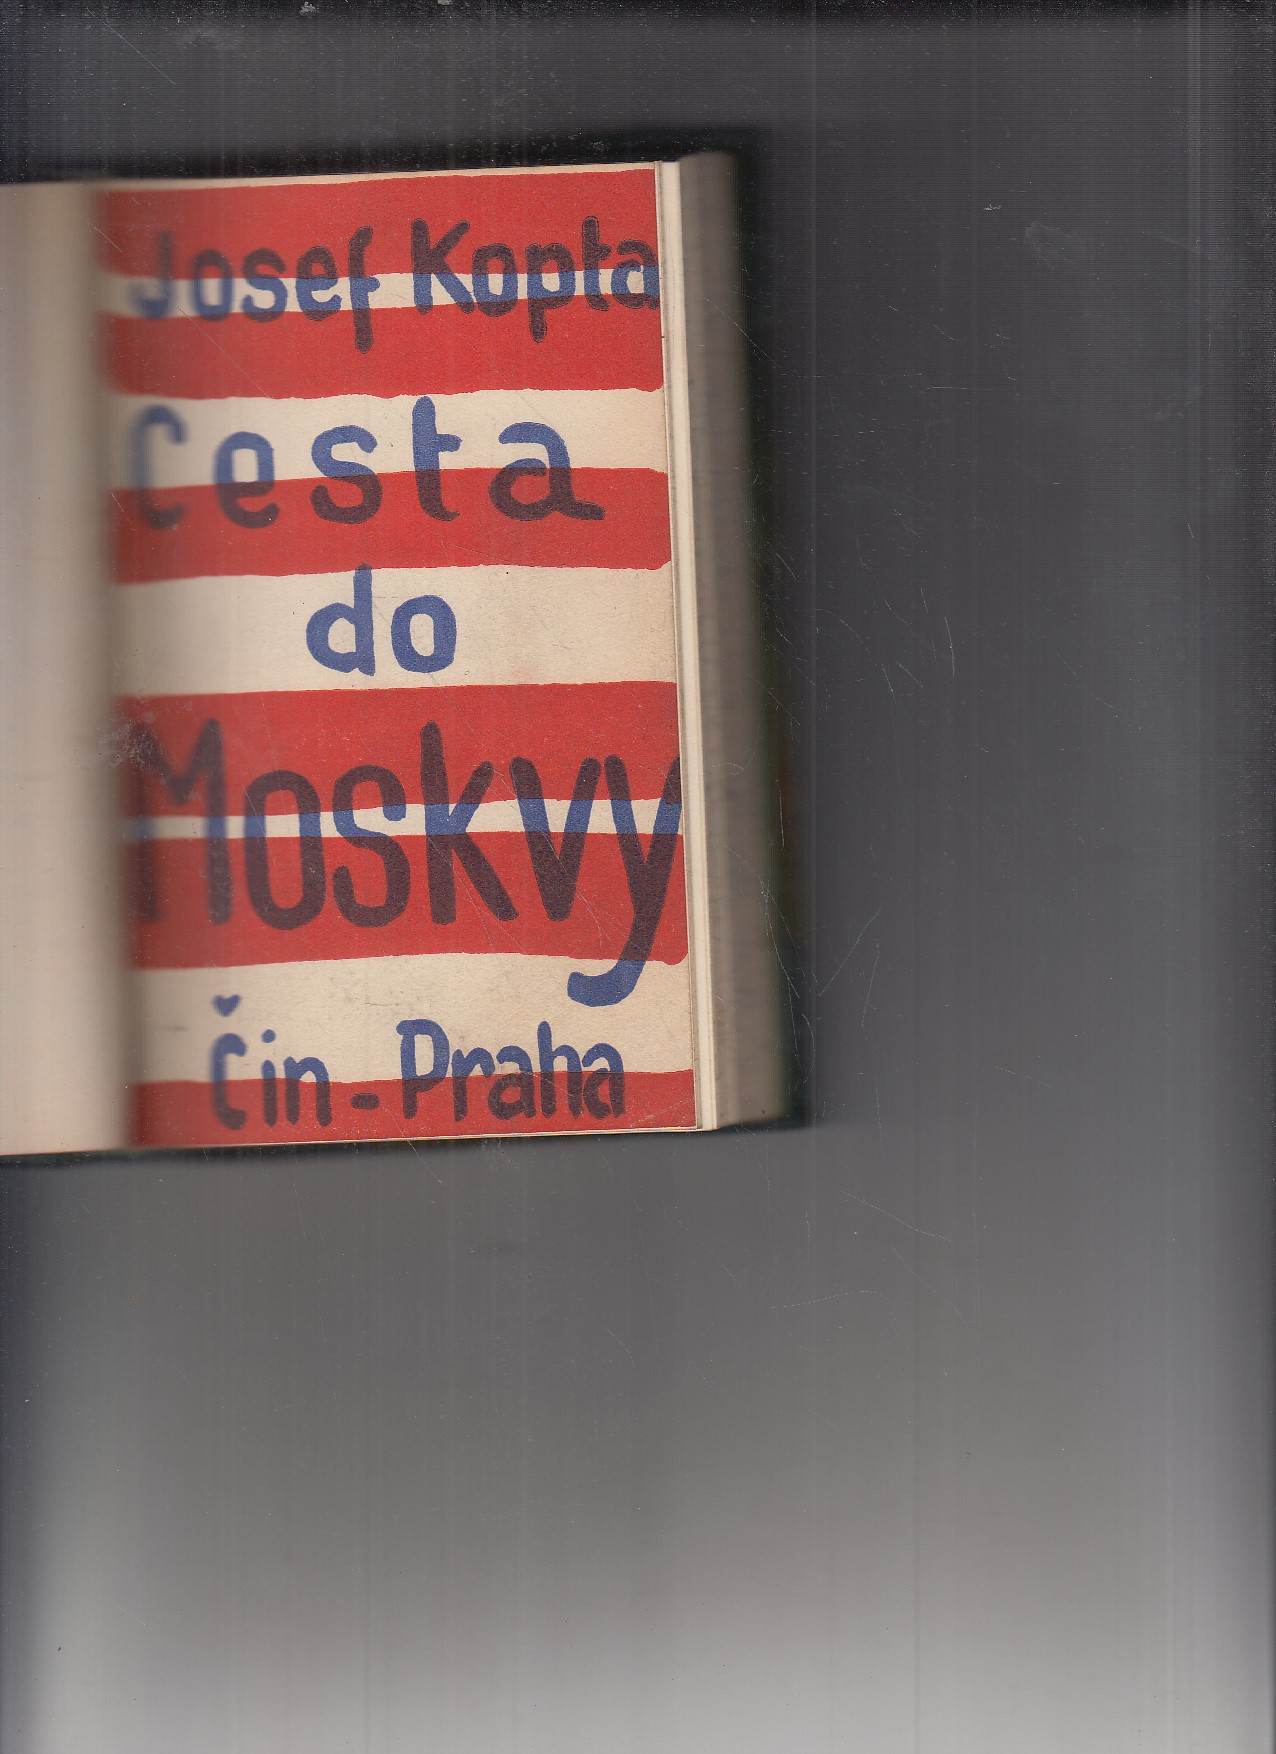 Josef Kopta
Cesta
do
Moskvy
Čin - Praha